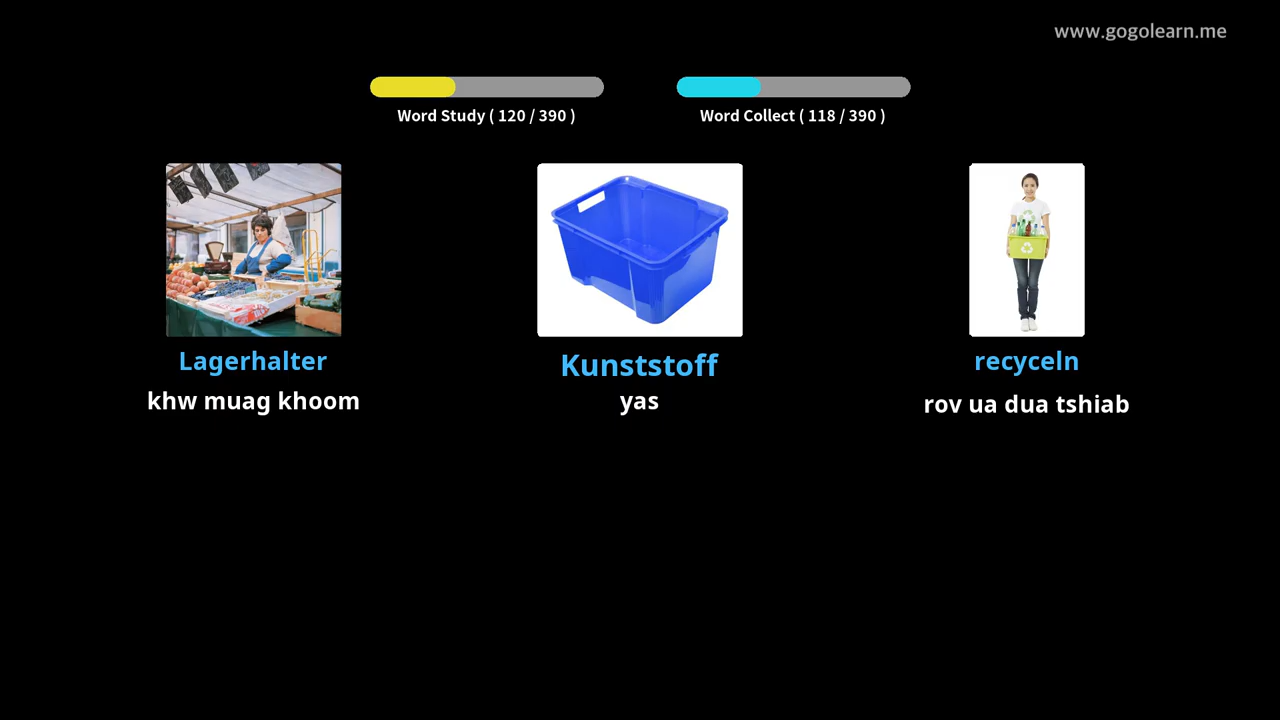 www.gogolearn.me
Word Study ( 120 / 390 )
Word Collect ( 118 / 390 )
Lagerhalter
Kunststoff
recyceln
khw muag khoom
yas
rov ua dua tshiab